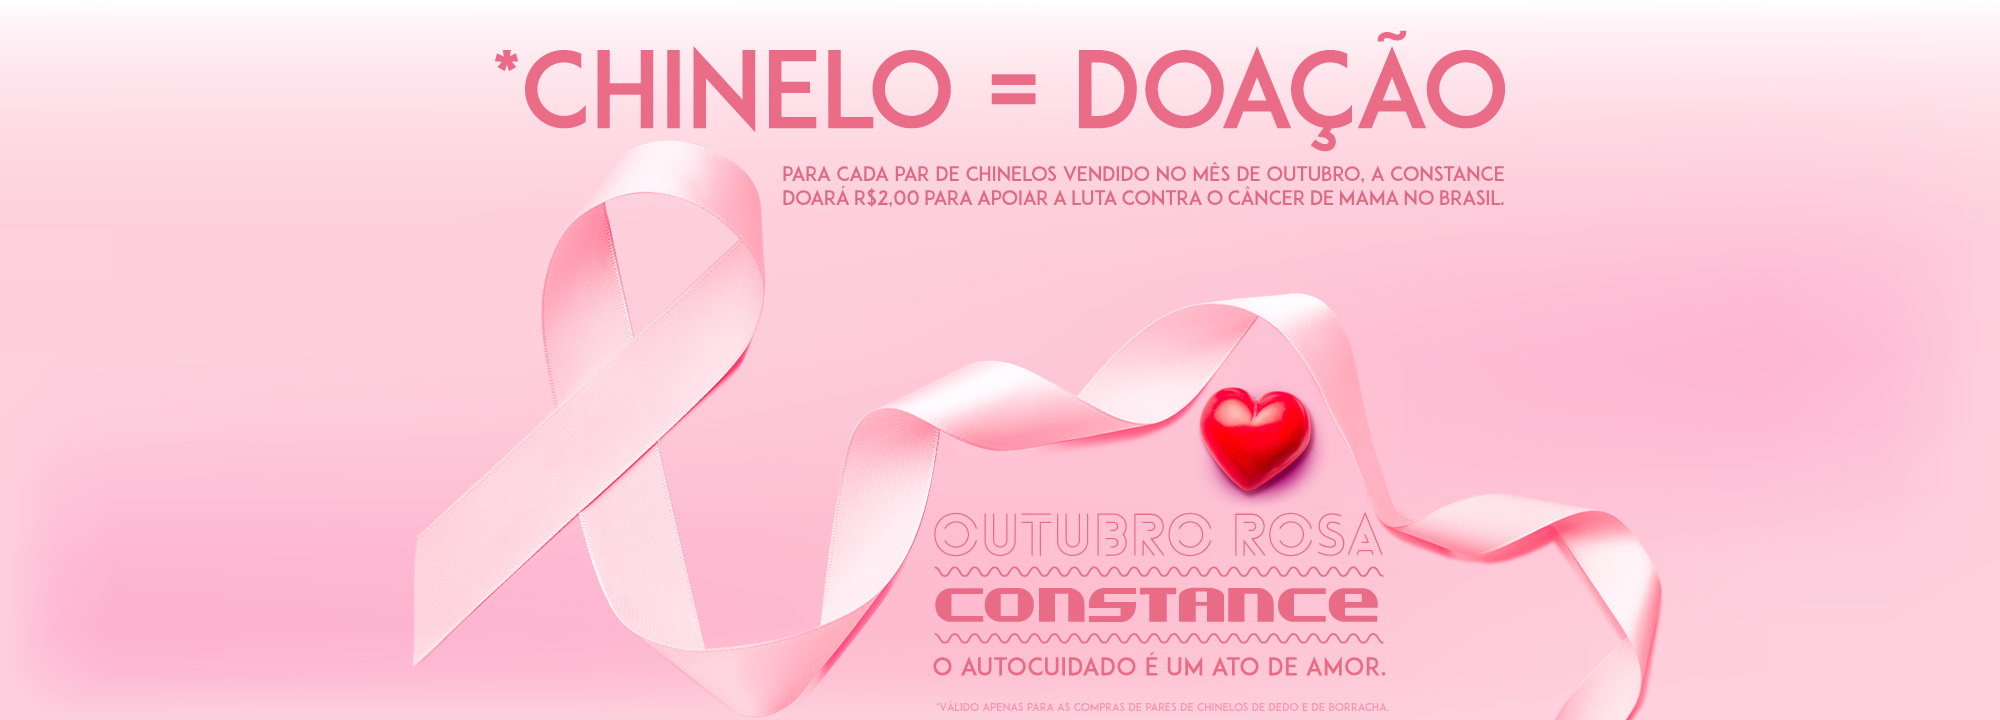 *CHINELO = DOAÇÃO
PARA CADA PAR DE CHINELOS VENDIDO NO MÊS DE OUTUBRO, A CONSTANCE
DOARÁ R$2,00 PARA APOIAR A LUTA CONTRA O CÂNCER DE MAMA NO BRASIL.
OUTUBRO ROSA
CONSTANCE
O AUTOCUIDADO É UM ATO DE AMOR.
*VÁLIDO APENAS PARA AS COMPRAS DE PARES DE CHINELOS DE DEDO E DE BORRACHA.